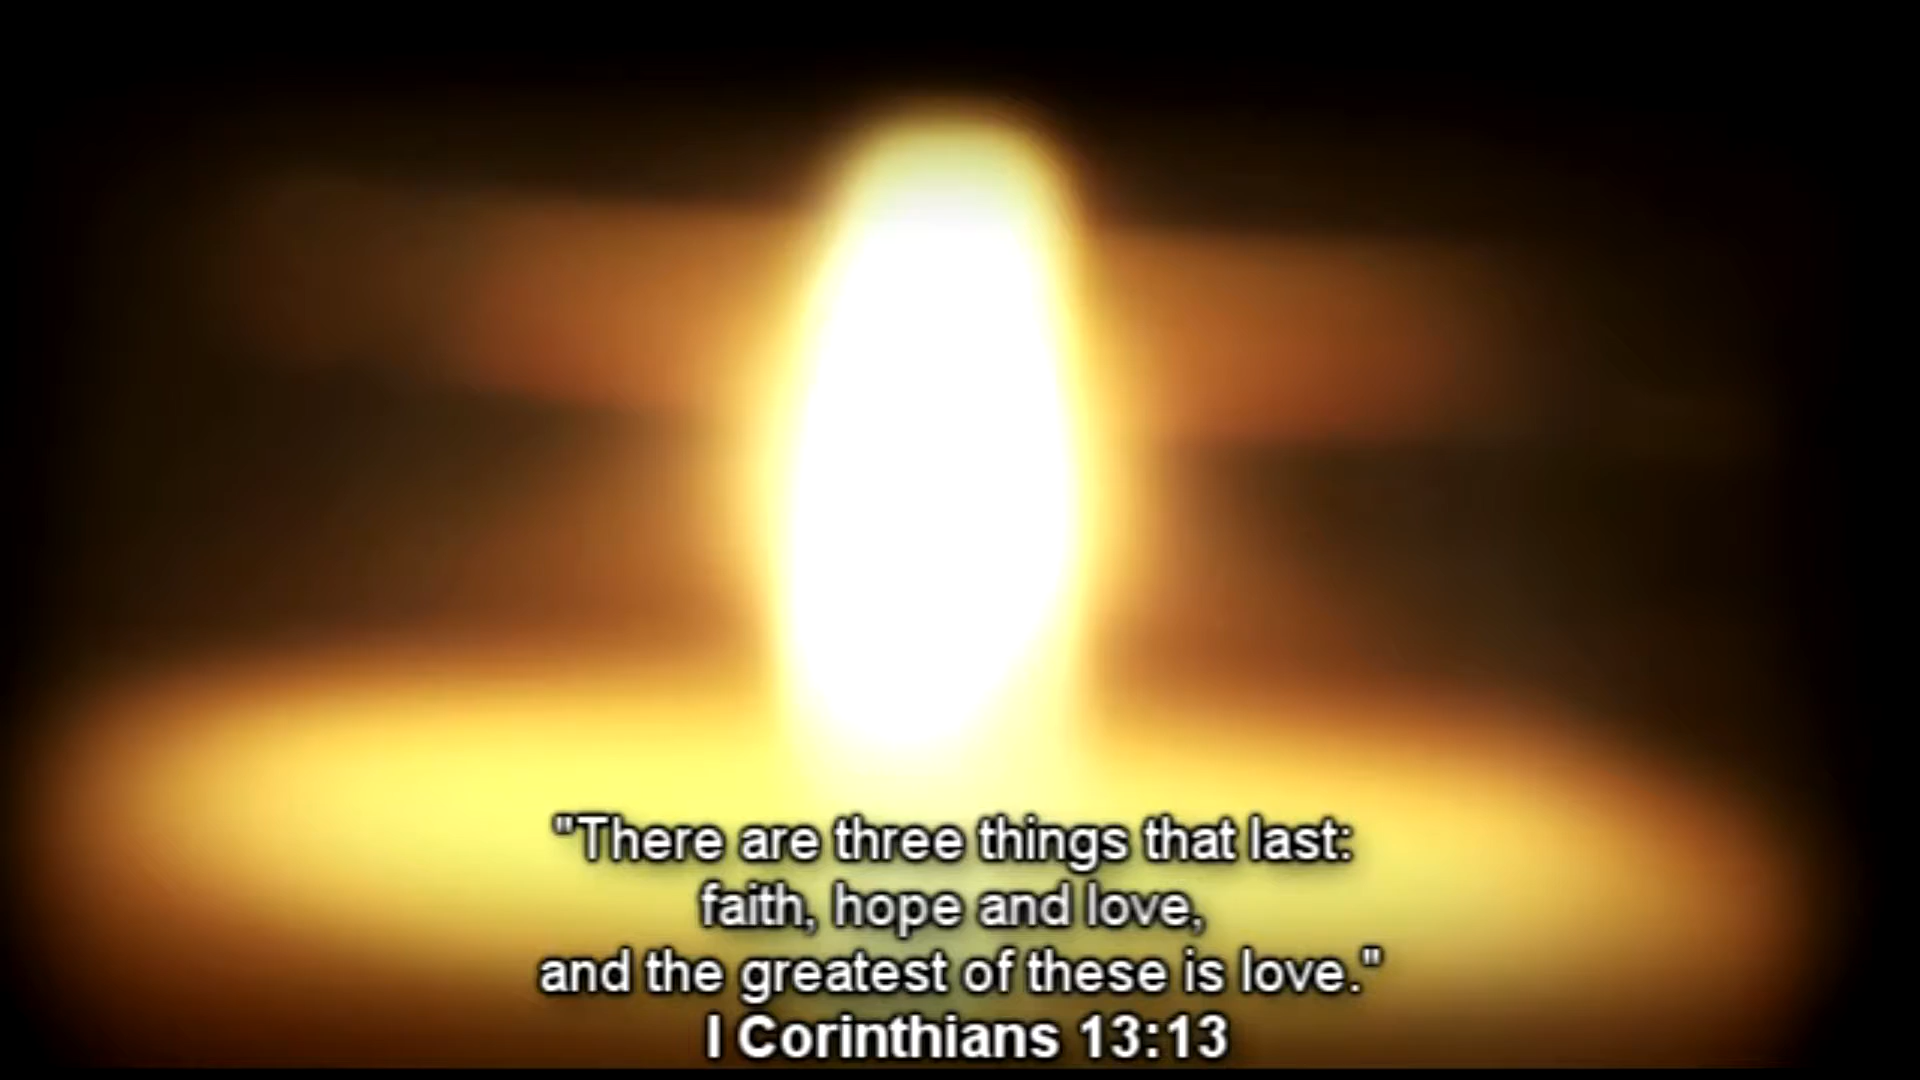 "There are three things that last:
faith, hope and love,
and the greatest of these is love."
I Corinthians 13:13